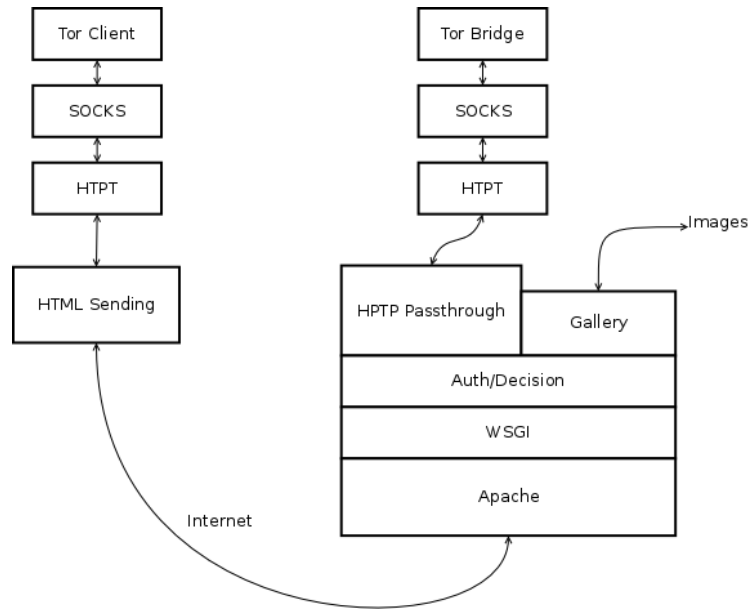 Tor Client
Tor Bridge
SOCKS
SOCKS
HTPT
HTPT
Images
HTML Sending
HPTP Passthrough
Gallery
Auth/Decision
WSGI
Apache
Internet